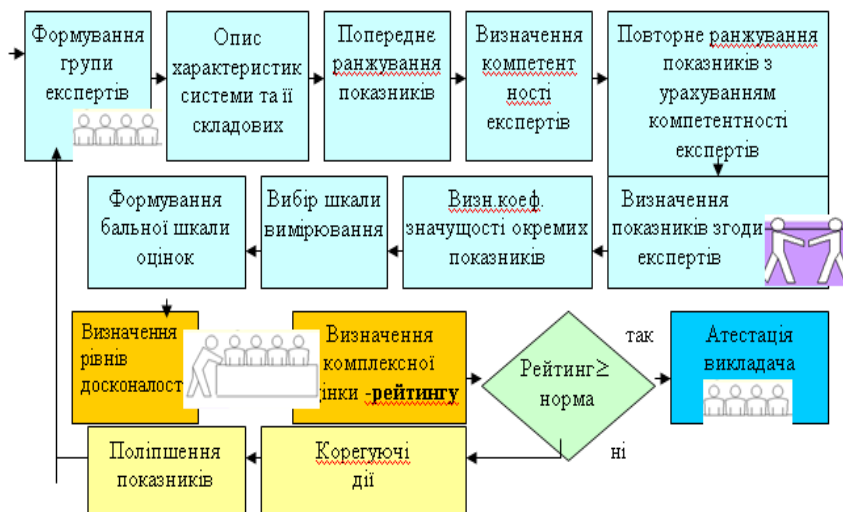 Формування
групи
експертів
Опис
характеристик
системи та її
складових
Попереднє
ранжування
показників
Визначення
компетент
ності
експертів
Повторне ранжування
показників з
урахуванням
компетентності
експертів
Визначення
показників згоди
експертів
Визн.коеф.
значущості окремих
показників
Вибір шкали
вимірювання
Формування
бальної шкали
оцінок
Визначення
рівнів
досконалост
Визначення
комплексної
інки -рейтингу
Рейтинг≥
норма
так
Атестація
викладача
ні
Корегуючі
дії
Поліпшення
показників